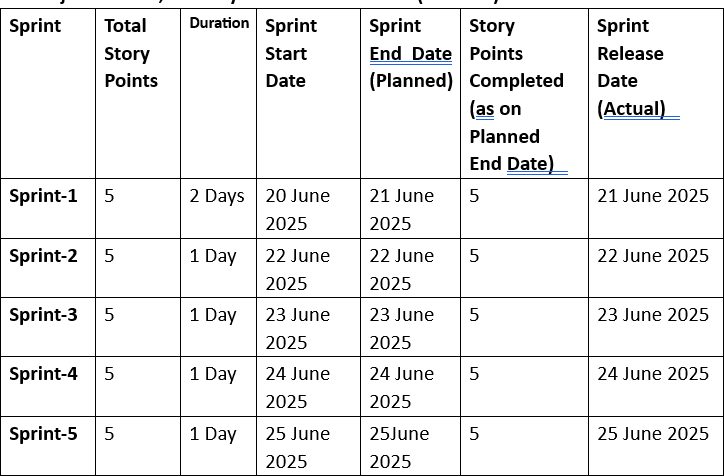 Sprint Total Duration Sprint Sprint Story Sprint
Story Start End Date Points Release
Points Date (Planned) Completed Date
(as on (Actual)
Planned
End Date)
Sprint-1 5 2 Days 20 June 21 June 5 21 June 2025
2025 2025
Sprint-2 5 1 Day 22 June 22 June 5 22 June 2025
2025 2025
Sprint-3 5 1 Day 23 June 23 June 5 23 June 2025
2025 2025
Sprint-4 5 1 Day 24 June 24 June 5 24 June 2025
2025 2025
Sprint-5 5 1 Day 25 June 25June 5 25 June 2025
2025 2025